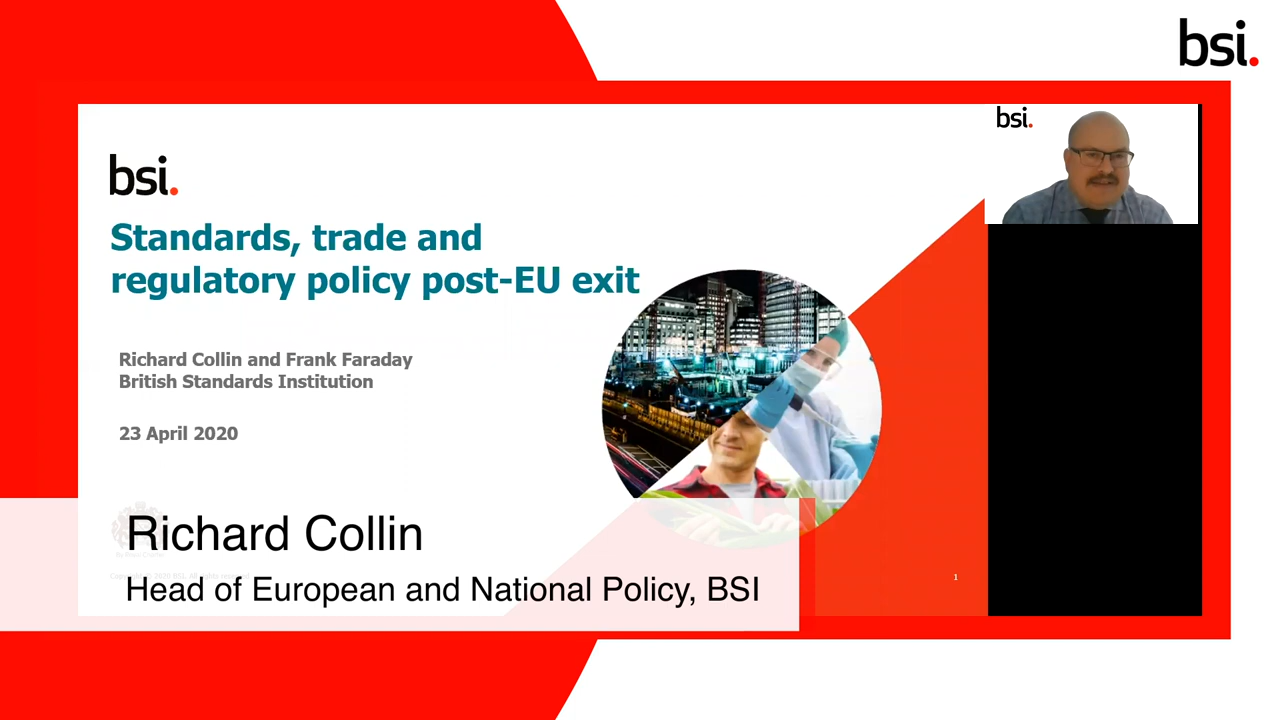 bsi.
bsi.
bsi.
Standards, trade and
regulatory policy post-EU exit
Richard Collin and Frank Faraday
British Standards Institution
23 April 2020
Richard Collin
Head of European and National Policy, BSI
1